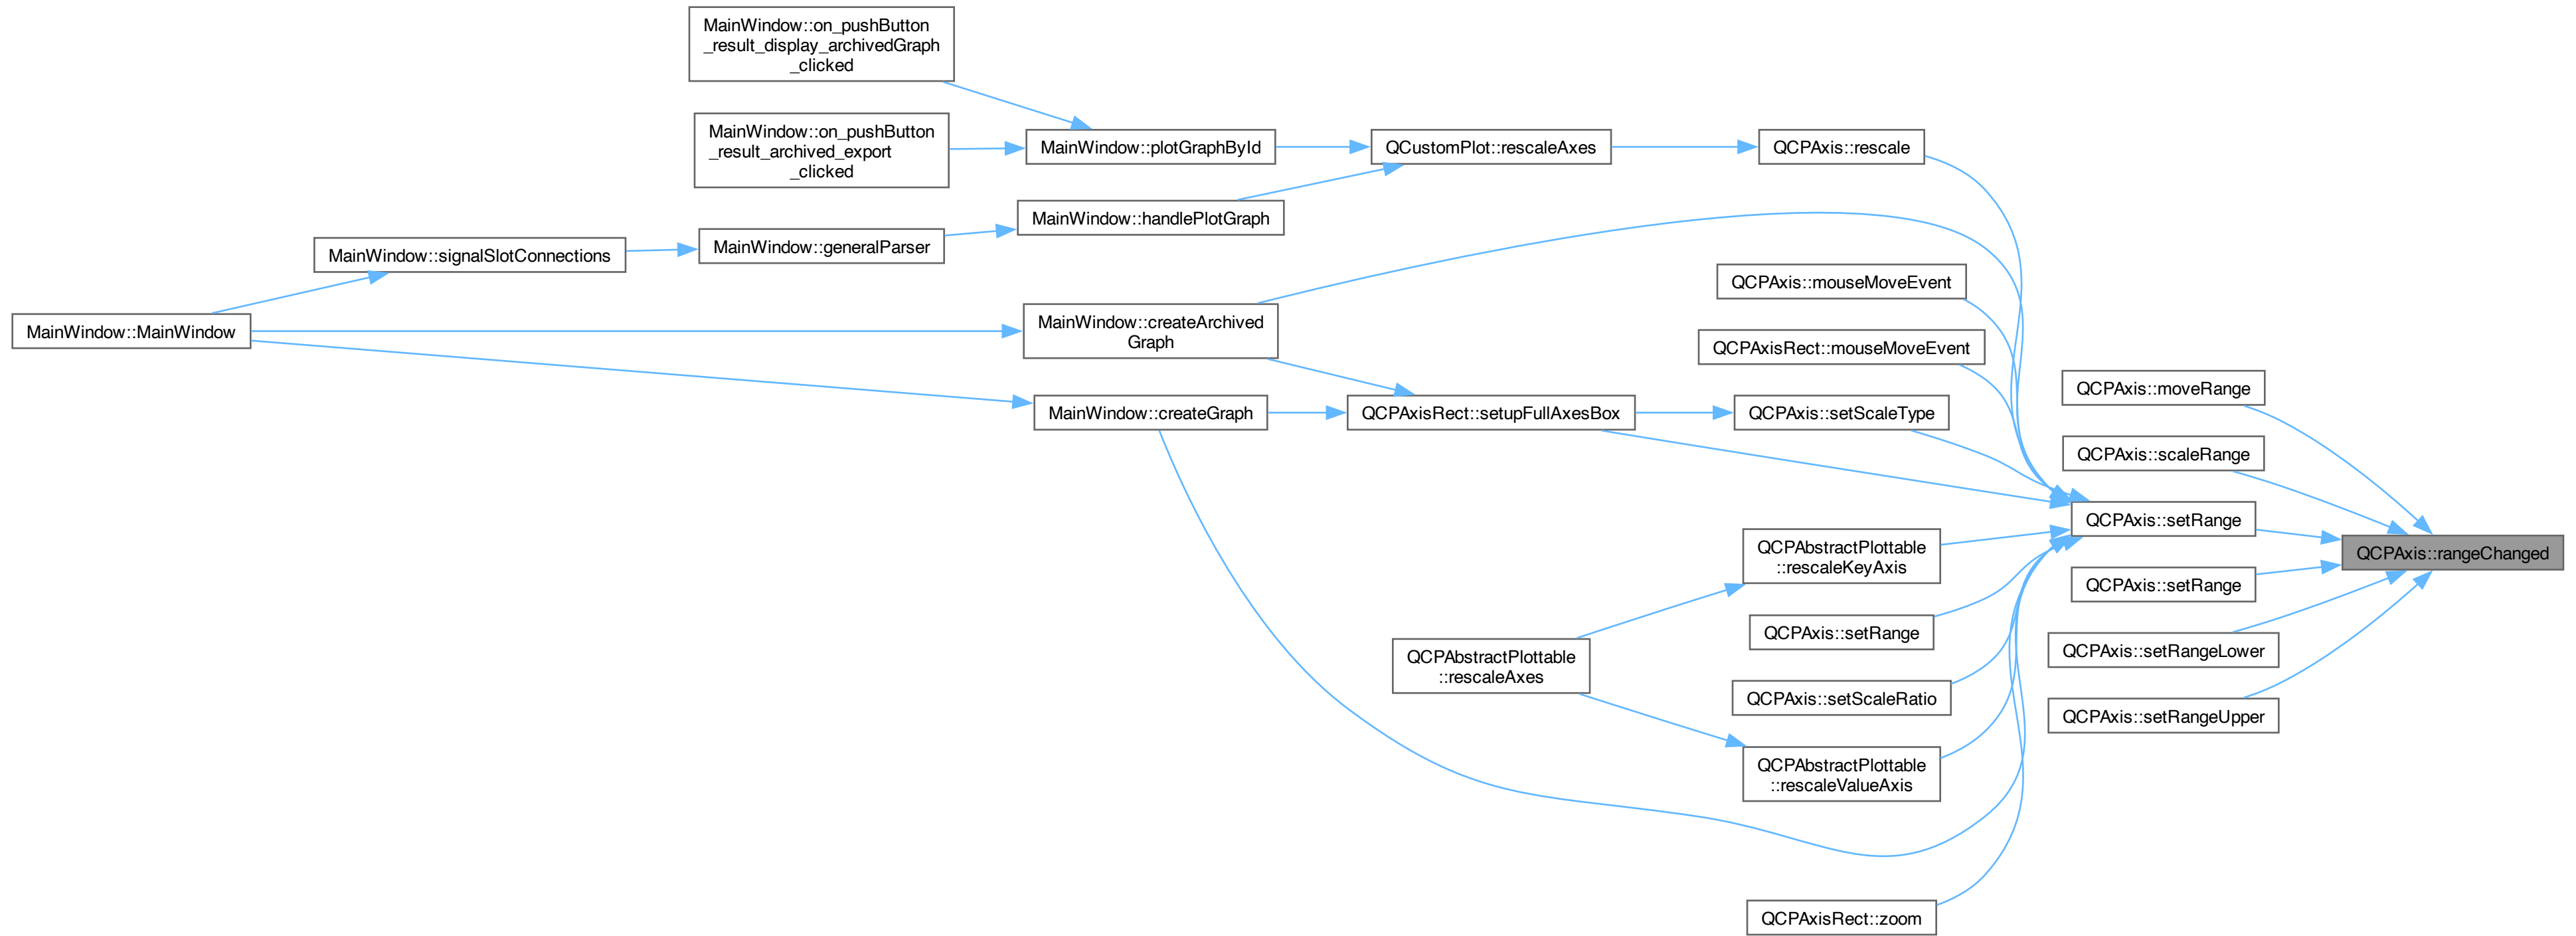 MainWindow::on_pushButton
_result_display_archivedGraph
_clicked
MainWindow::on_pushButton
_result_archived_export
_clicked
MainWindow::plotGraphById
QCustomPlot::rescaleAxes
QCPAxis::rescale
MainWindow::handlePlotGraph
MainWindow::generalParser
MainWindow::signalSlotConnections
MainWindow::MainWindow
MainWindow::createArchived
Graph
MainWindow::createGraph
QCPAxisRect::setupFullAxesBox
QCPAxis::mouseMoveEvent
QCPAxisRect::mouseMoveEvent
QCPAxis::setScaleType
QCPAbstractPlottable
::rescaleKeyAxis
QCPAxis::setRange
QCPAbstractPlottable
::rescaleAxes
QCPAxis::setScaleRatio
QCPAbstractPlottable
::rescaleValueAxis
QCPAxisRect::zoom
QCPAxis::moveRange
QCPAxis::scaleRange
QCPAxis::setRange
QCPAxis::setRange
QCPAxis::setRangeLower
QCPAxis::setRangeUpper
QCPAxis::rangeChanged